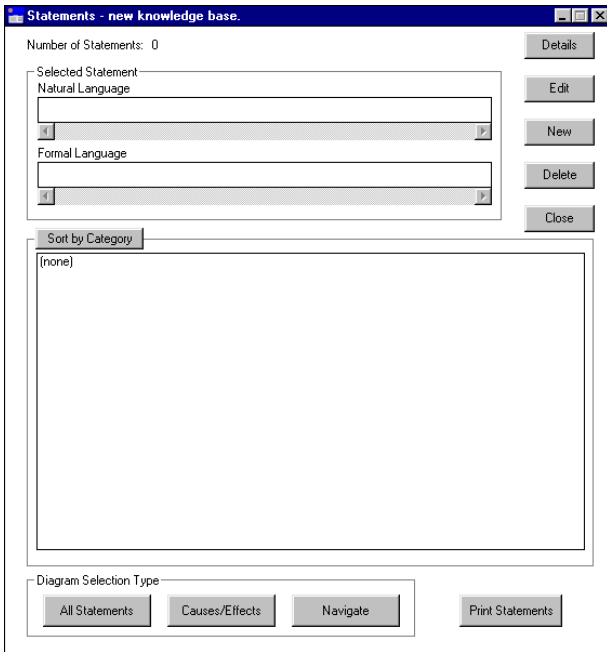 Statements - new knowledge base.
Number of Statements: 0
Details
Selected Statement
Natural Language
Edit
New
Formal Language
Delete
Close
Sort by Category
(none)
Diagram Selection Type
All Statements
Causes/Effects
Navigate
Print Statements